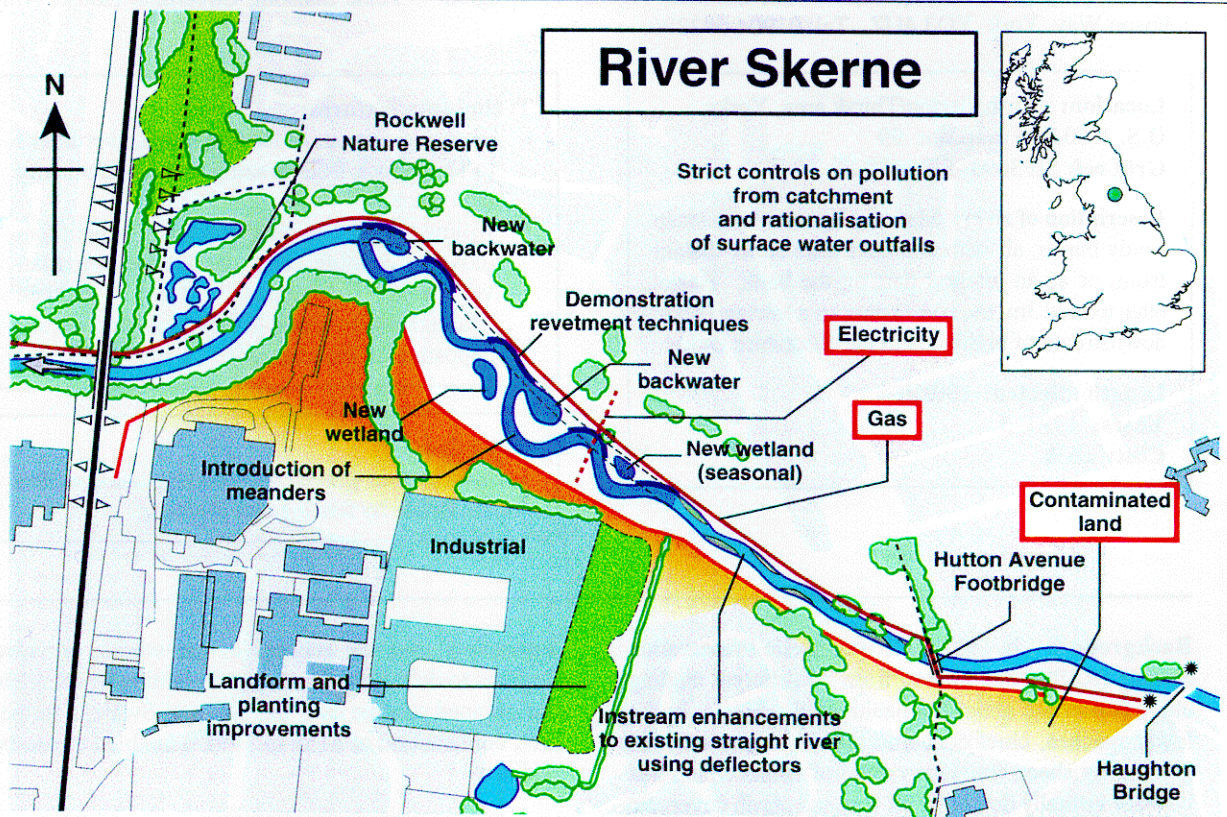 River Skerne
N
Rockwell
Nature Reserve
Strict controls on pollution
from catchment
and rationalisation
of surface water outfalls
New
backwater
Demonstration
revetment techniques
Electricity
New
backwater
Gas
New
wetland
New wetland
(seasonal)
Introduction of
meanders
Contaminated
land
Industrial
Hutton Avenue
Footbridge
Landform and
planting
improvements
Instream enhancements
to existing straight river
using deflectors
Haughton
Bridge